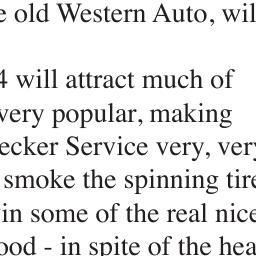 e old Western Auto, wil
4 will attract much of
very popular, making
ecker Service very, very
smoke the spinning tire
in some of the real nice
ood - in spite of the hea